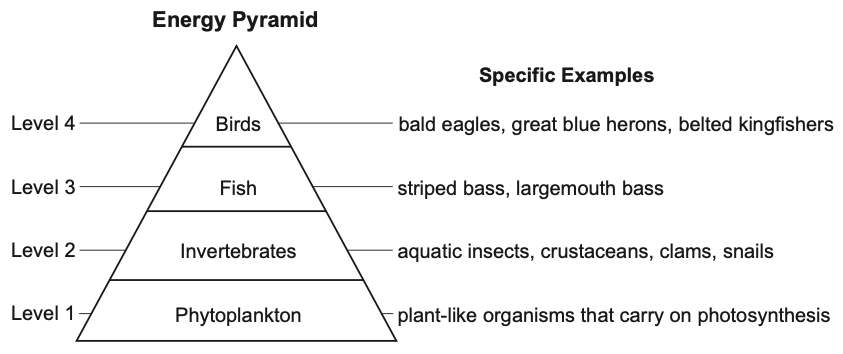 Energy Pyramid
Specific Examples
Level 4 Birds bald eagles, great blue herons, belted kingfishers
Level 3 Fish striped bass, largemouth bass
Level 2 Invertebrates aquatic insects, crustaceans, clams, snails
Level 1 Phytoplankton plant-like organisms that carry on photosynthesis